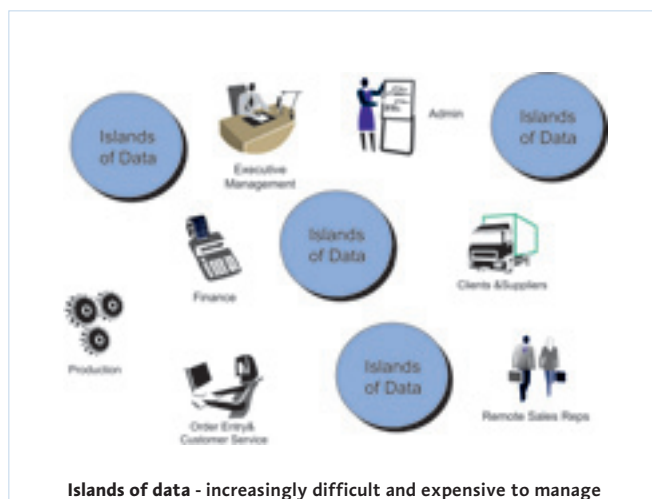 Islands
of Data
Executive
Management
Admin
Islands
of Data
Finance
Islands
of Data
Clients &Suppliers
Production
Order Entry&
Customer Service
Islands
of Data
Remote Sales Reps
Islands of data - increasingly difficult and expensive to manage